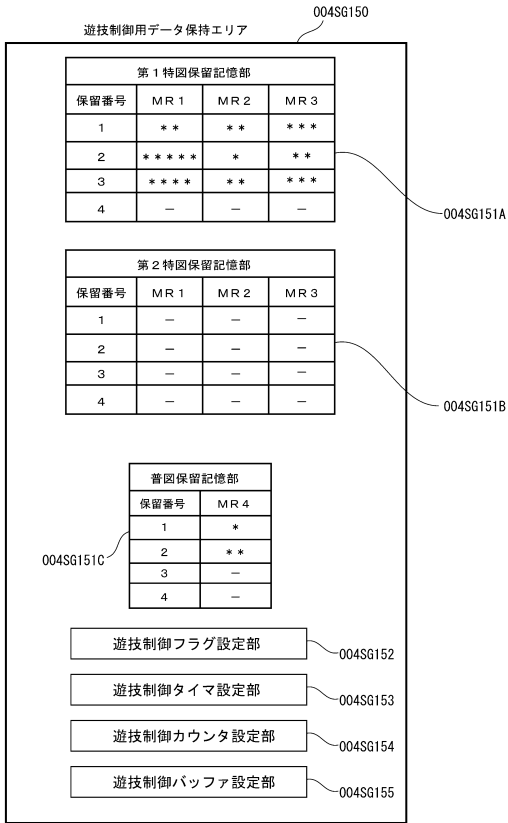 004SG150
遊技制御用データ保持エリア
第1特図保留記憶部
保留番号 MR1 MR2 MR3
1 ** ** ***
2 ***** * **
3 **** ** ***
4 － － －
004SG151A
第2特図保留記憶部
保留番号 MR1 MR2 MR3
1 － － －
2 － － －
3 － － －
4 － － －
004SG151B
普図保留記憶部
保留番号 MR4
1 *
2 **
3 －
4 －
004SG151C
遊技制御フラグ設定部
004SG152
遊技制御タイマ設定部
004SG153
遊技制御カウンタ設定部
004SG154
遊技制御バッファ設定部
004SG155